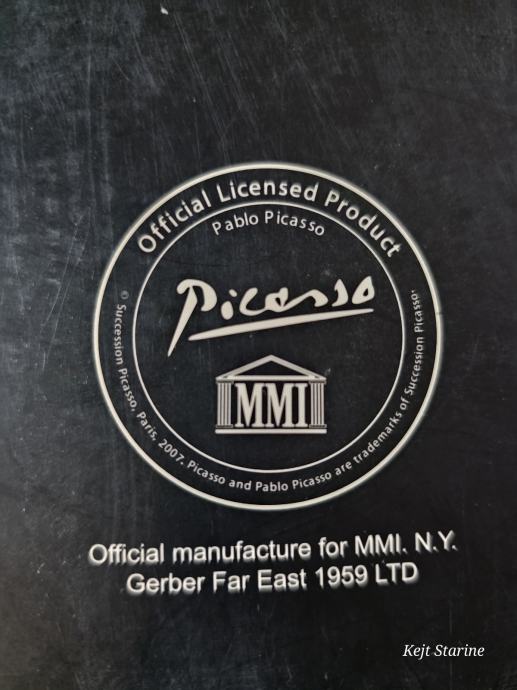 Official Licensed Product
Pablo Picasso
Picasso
MMI
© Succession Picasso, Paris, 2007. Picasso and Pablo Picasso are trademarks of Succession Picasso.
Official manufacture for MMI. N.Y.
Gerber Far East 1959 LTD
Kejt Starine